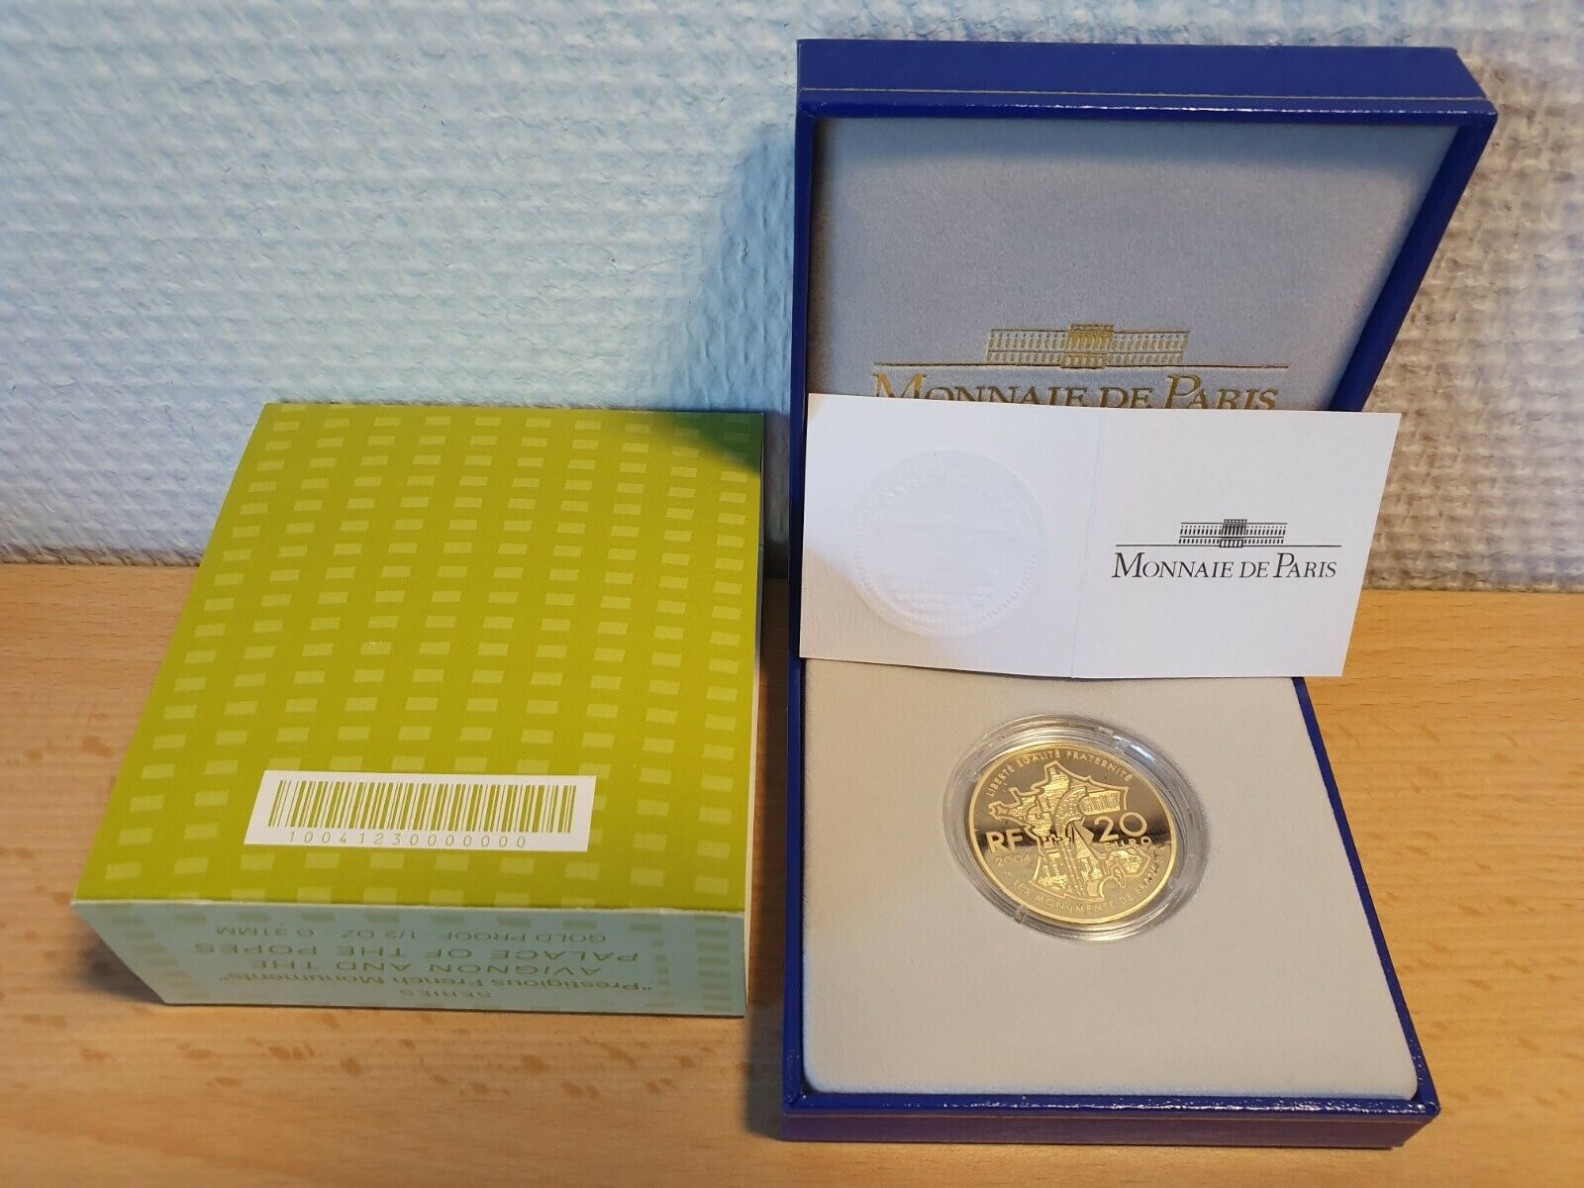 MONNAIE DE PARIS
MONNAIE DE PARIS
10041230000000
SERIES
"Prestigious French Monuments"
AVIGNON AND THE
PALACE OF THE POPES
GOLD PROOF - 1/2 OZ - Ø 31MM
LIBERTÉ ÉGALITÉ FRATERNITÉ
RF
2004
20
EURO
LES MONUMENTS DE FRANCE